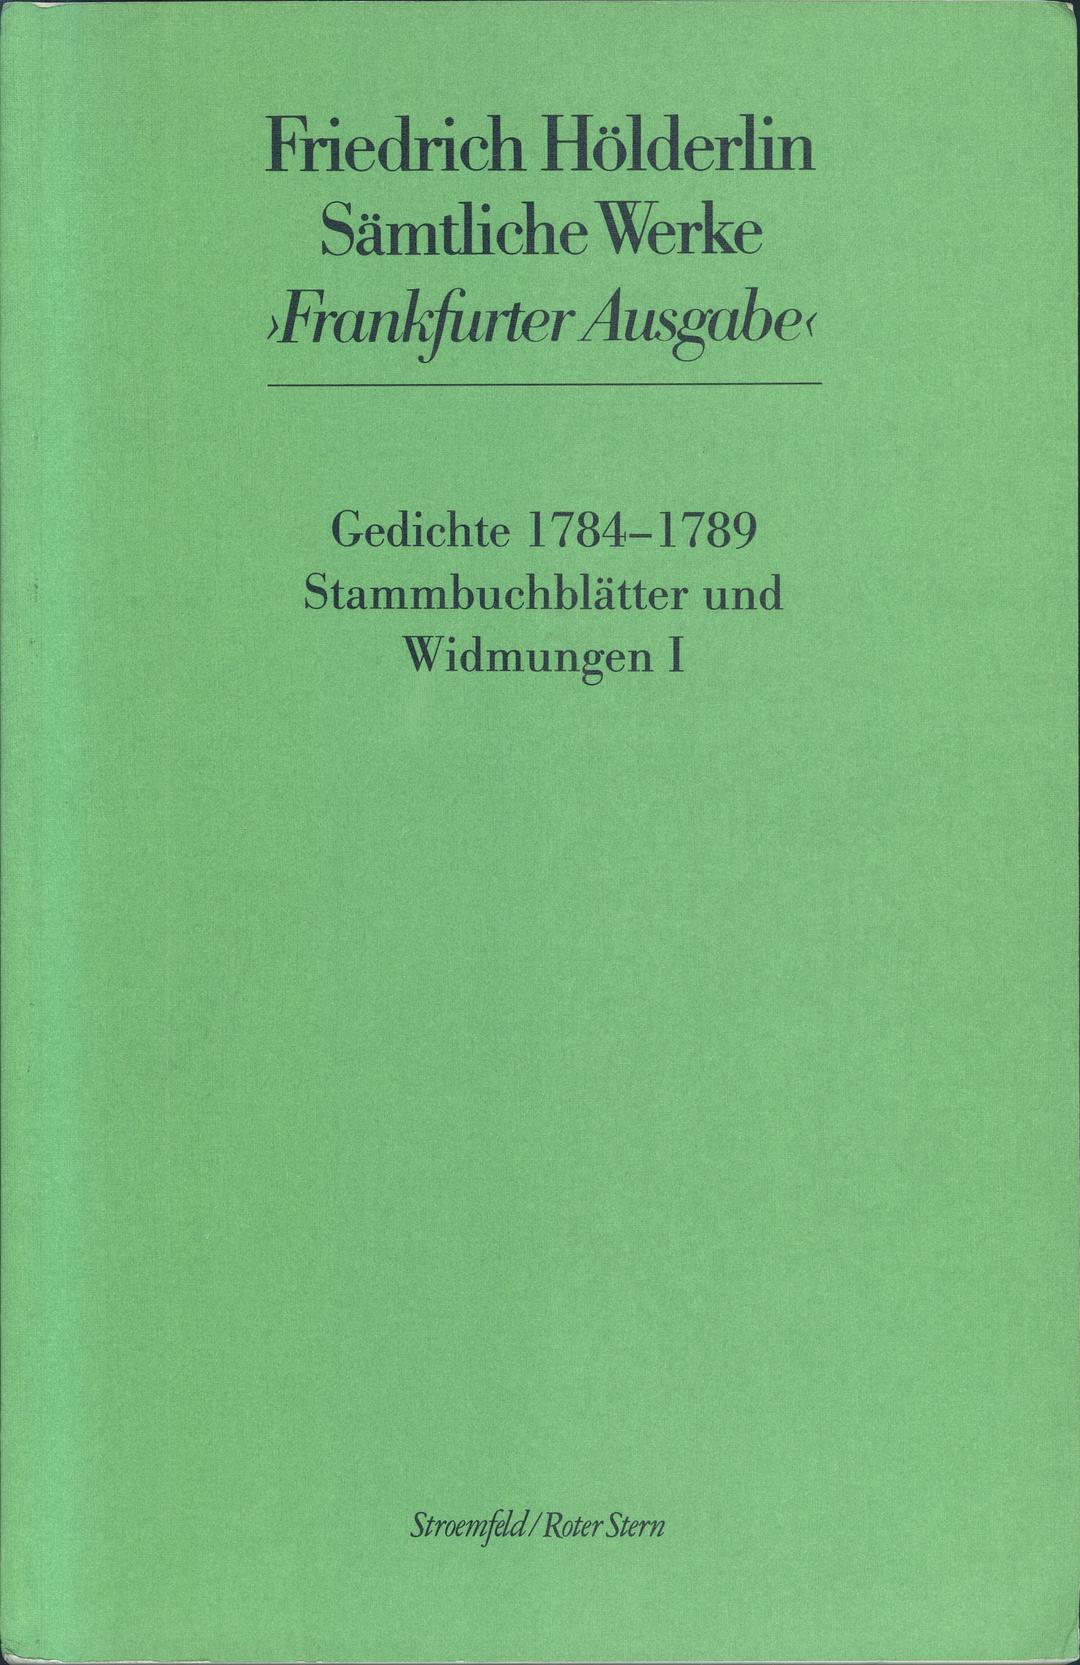 Friedrich Hölderlin
Sämtliche Werke
›Frankfurter Ausgabe‹
Gedichte 1784–1789
Stammbuchblätter und
Widmungen I
Stroemfeld/Roter Stern